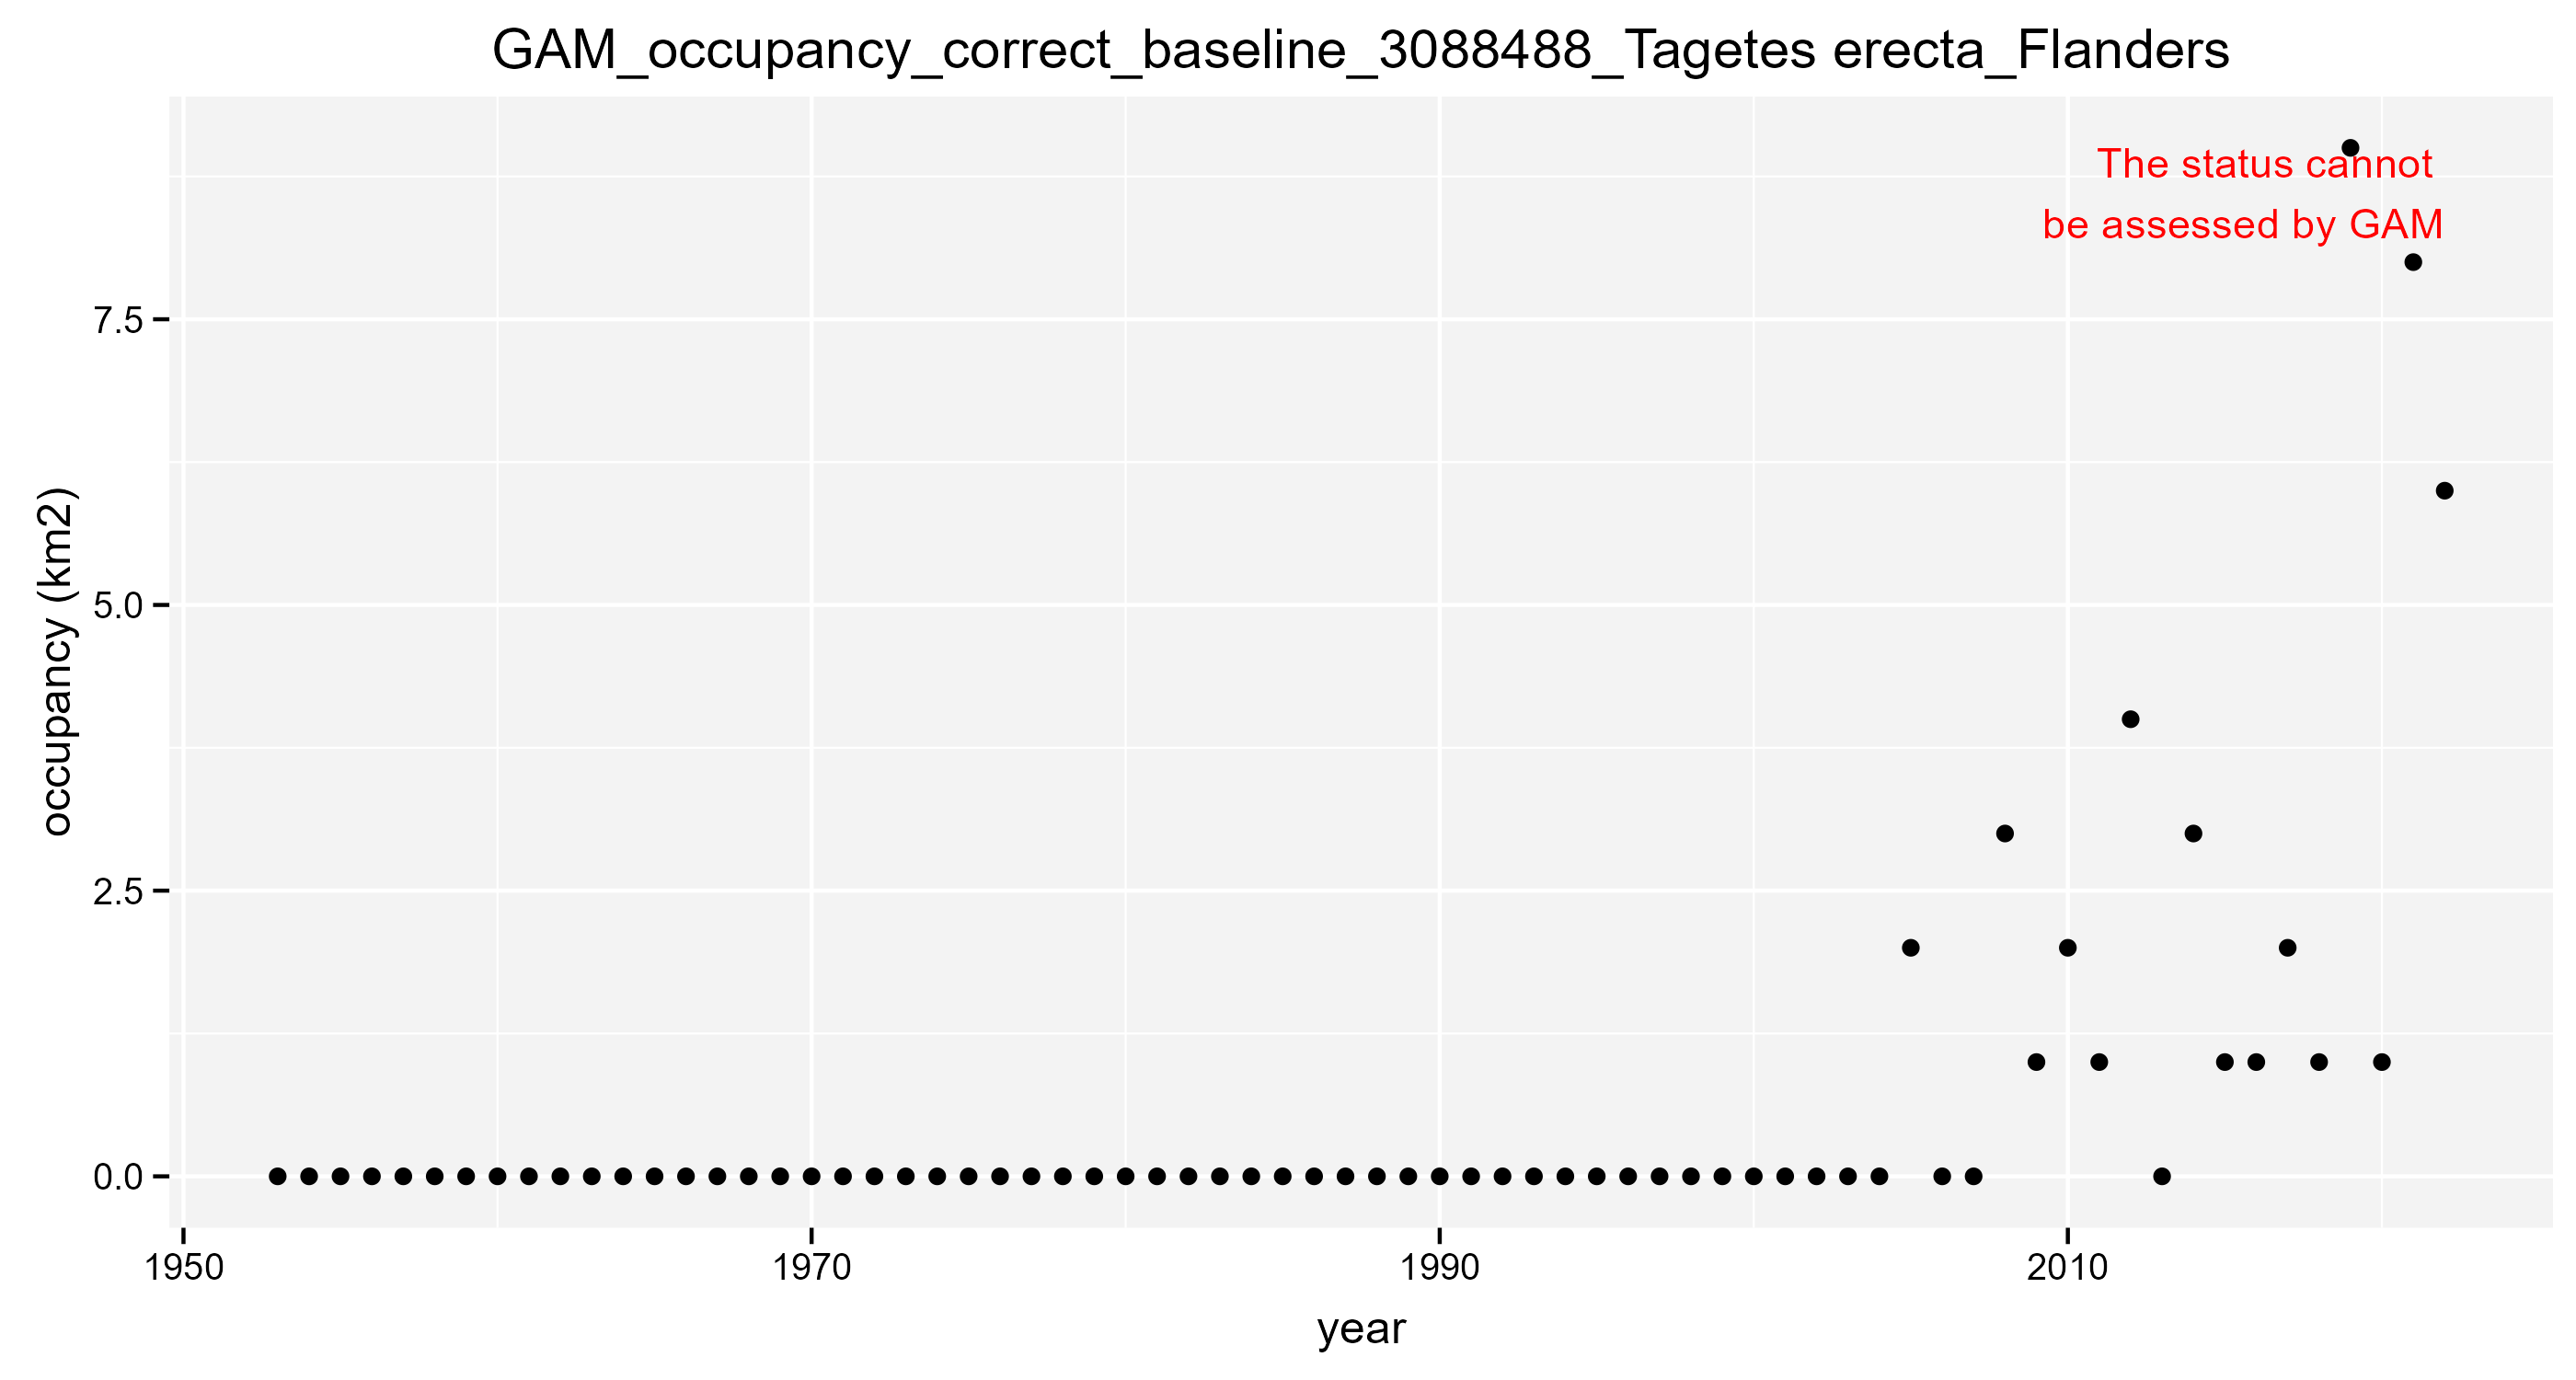 GAM_occupancy_correct_baseline_3088488_Tagetes erecta_Flanders
The status cannot
be assessed by GAM
7.5
5.0
2.5
0.0
occupancy (km2)
1950 1970 1990 2010
year